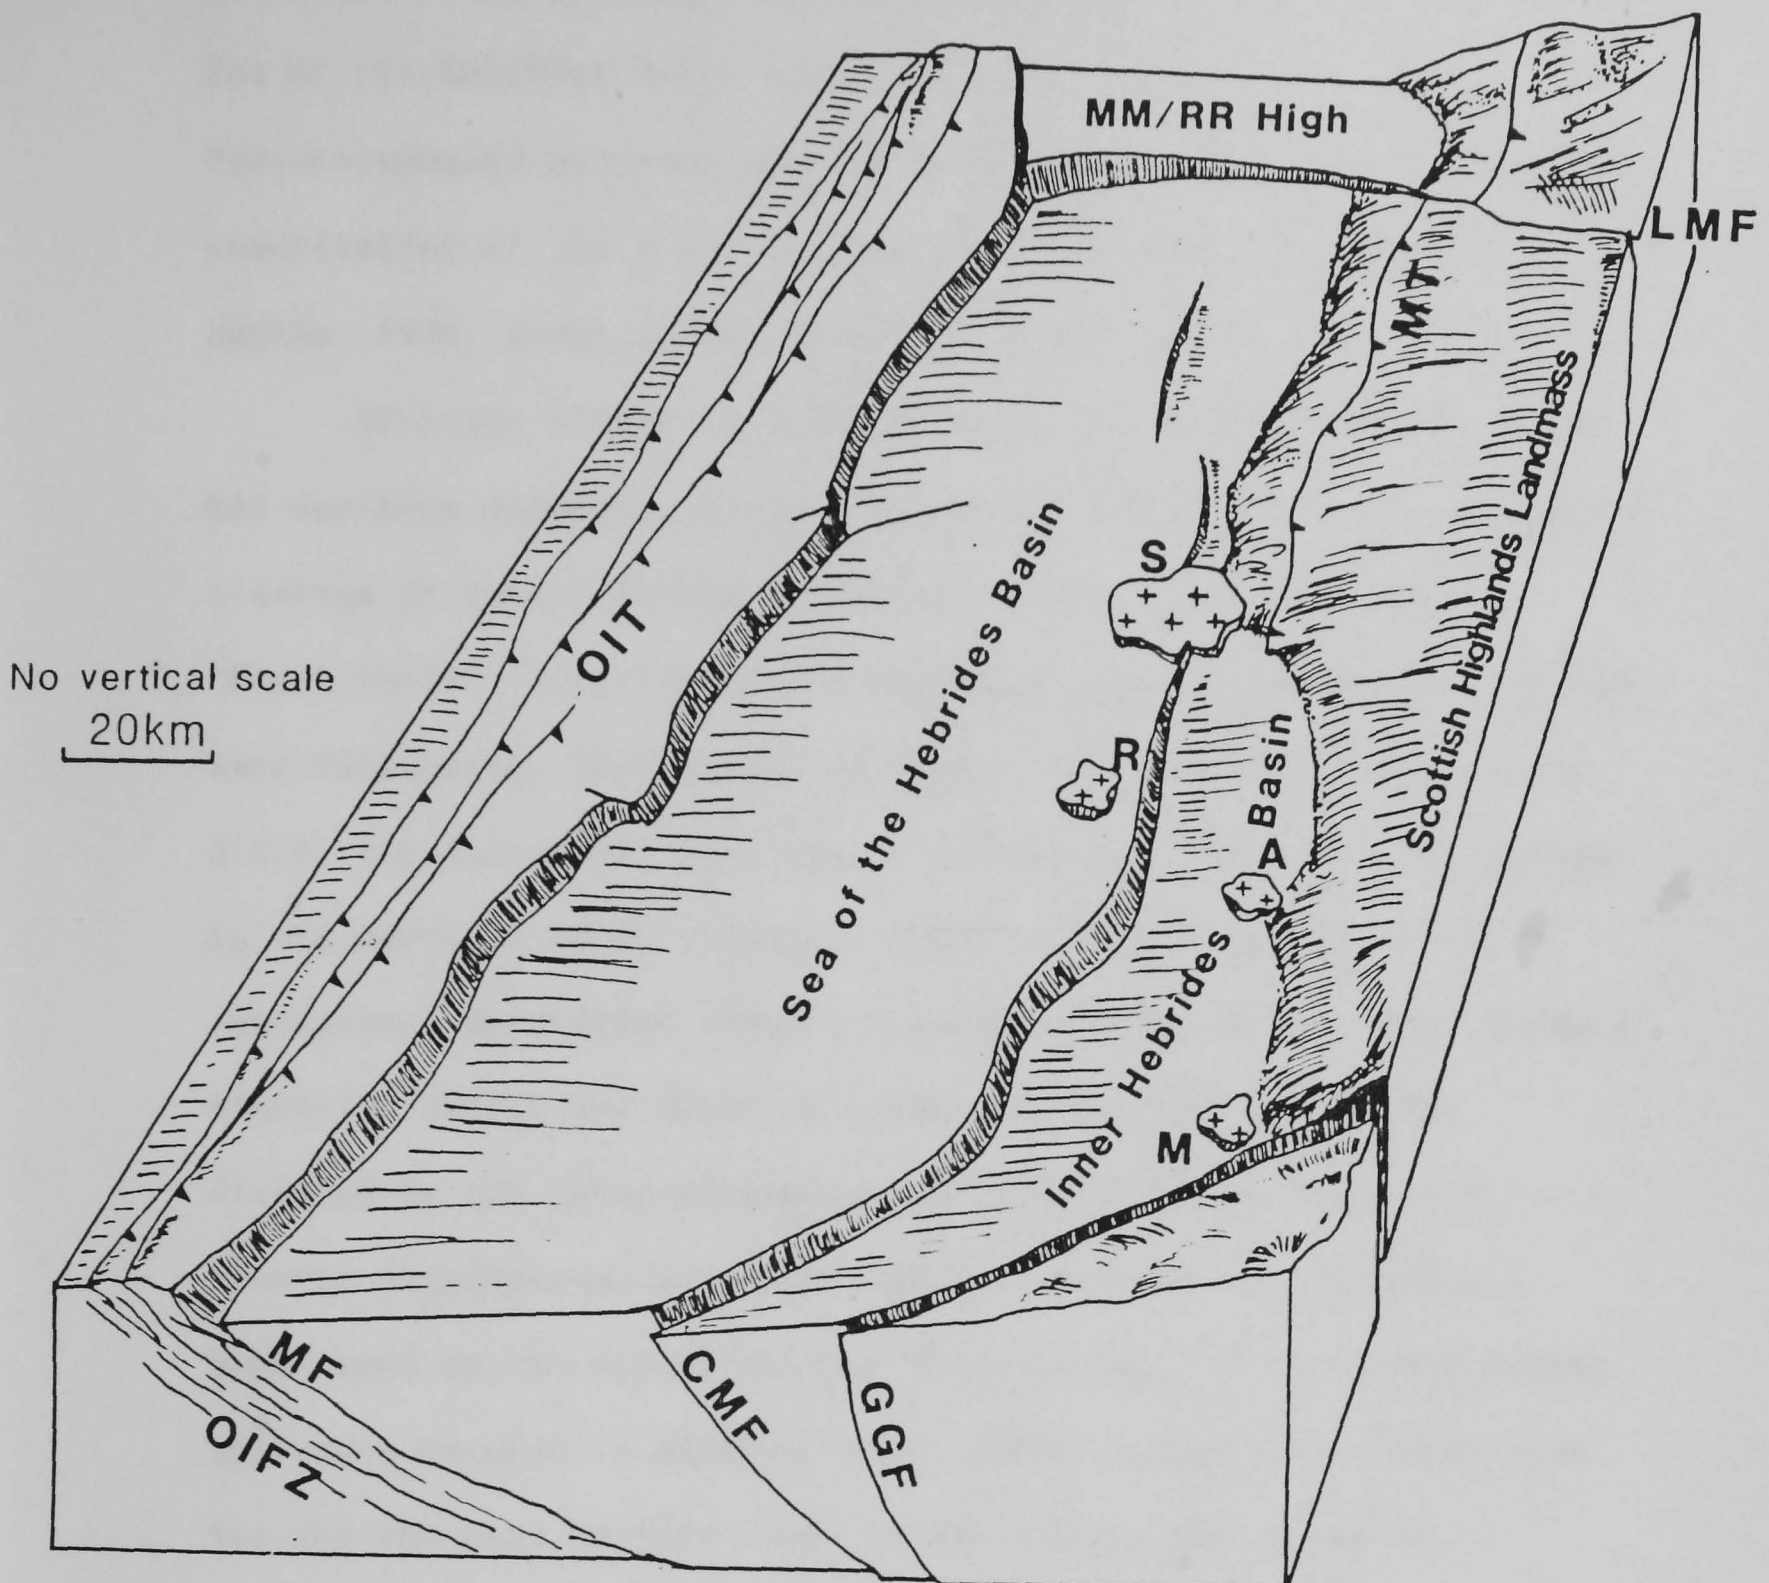 MM/RR High
LMF
MT
Scottish Highlands Landmass
S
OIT
Sea of the Hebrides Basin
No vertical scale
20km
R
Inner Hebrides Basin
A
M
MF
OIFZ
CMF
GGF